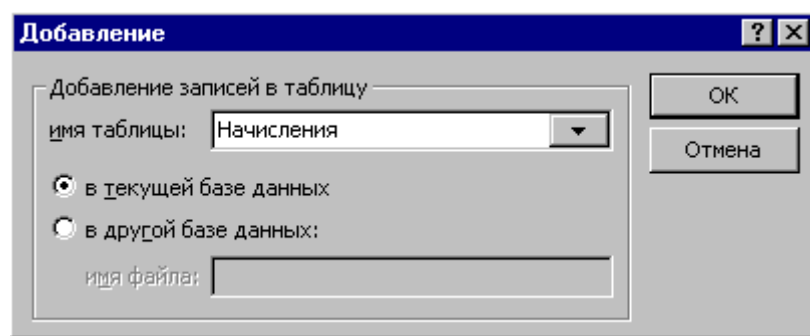 Добавление
Добавление записей в таблицу
имя таблицы: Начисления
в текущей базе данных
в другой базе данных:
имя файла:
ОК
Отмена